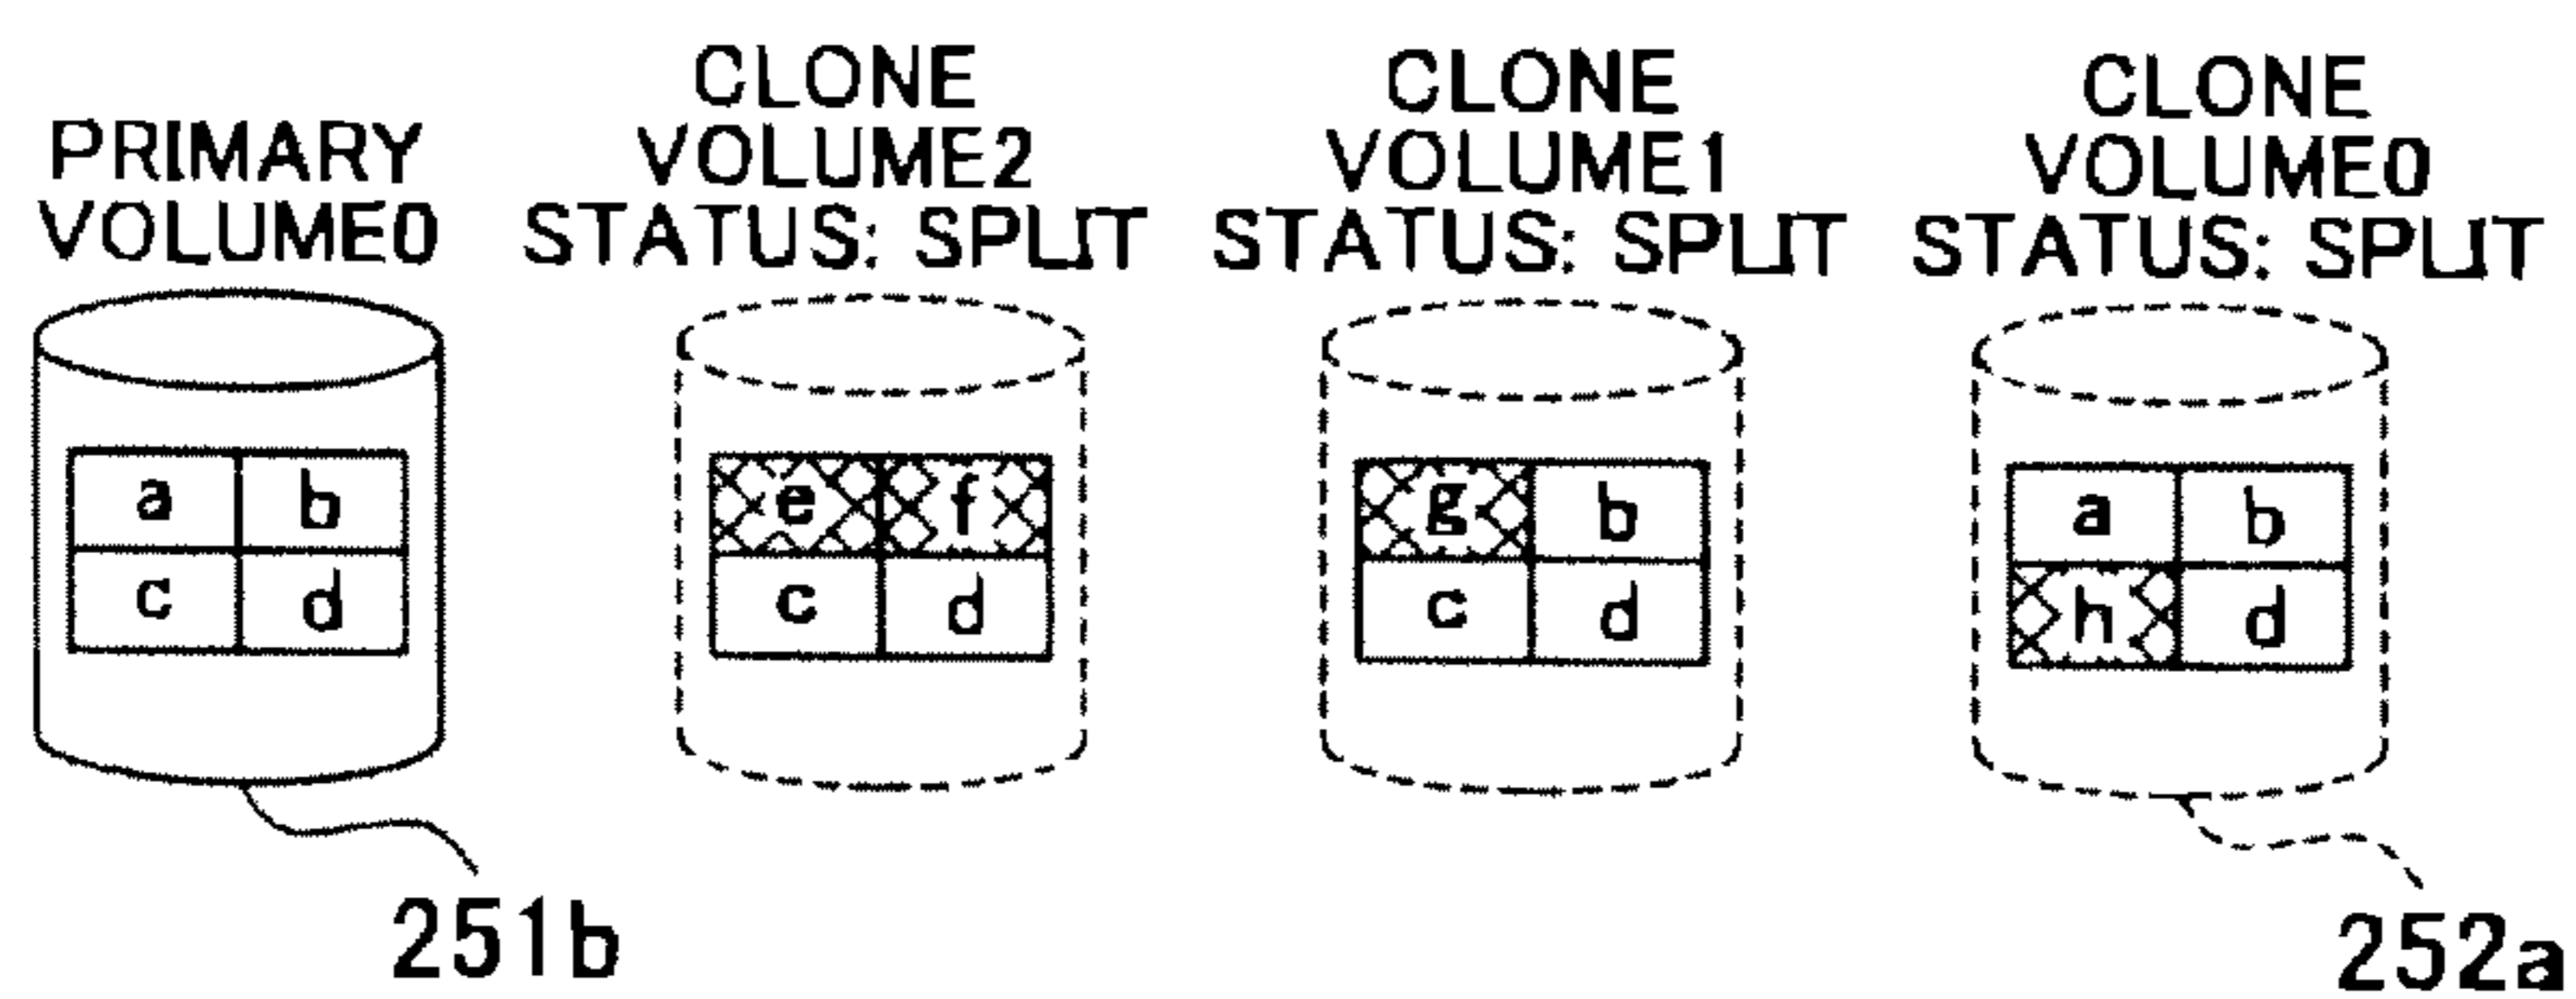 PRIMARY
VOLUME0
CLONE
VOLUME2
STATUS: SPLIT
CLONE
VOLUME1
STATUS: SPLIT
CLONE
VOLUME0
STATUS: SPLIT
a b
c d
e f
c d
g b
c d
a b
h d
251b
252a